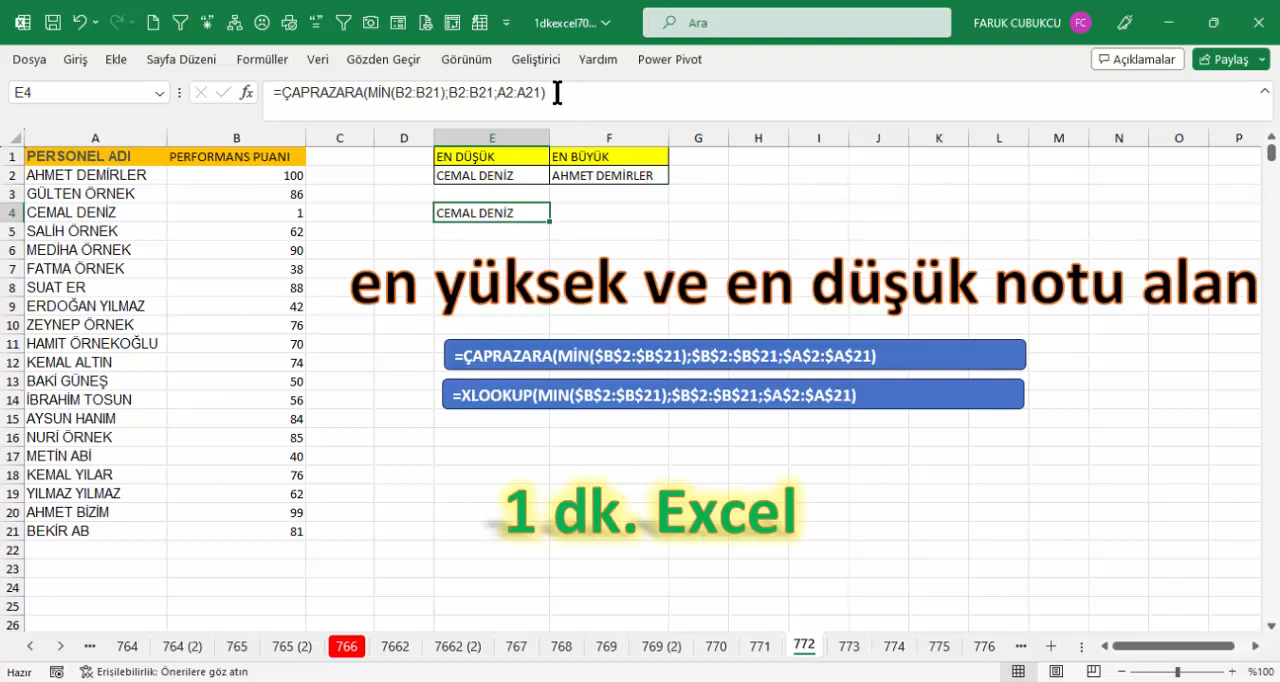 1dkexcel70...
Ara
FARUK CUBUKCU
FC
Dosya Giriş Ekle Sayfa Düzeni Formüller Veri Gözden Geçir Görünüm Geliştirici Yardım Power Pivot
Açıklamalar
Paylaş
E4
fx
=ÇAPRAZARA(MİN(B2:B21);B2:B21;A2:A21)
A B C D E F G H I J K L M N O P
1 PERSONEL ADI PERFORMANS PUANI EN DÜŞÜK EN BÜYÜK
2 AHMET DEMİRLER 100 CEMAL DENİZ AHMET DEMİRLER
3 GÜLTEN ÖRNEK 86
4 CEMAL DENİZ 1 CEMAL DENİZ
5 SALİH ÖRNEK 62
6 MEDİHA ÖRNEK 90
7 FATMA ÖRNEK 38
8 SUAT ER 88
en yüksek ve en düşük notu alan
9 ERDOĞAN YILMAZ 42
10 ZEYNEP ÖRNEK 76
11 HAMIT ÖRNEKOĞLU 70
=ÇAPRAZARA(MİN($B$2:$B$21);$B$2:$B$21;$A$2:$A$21)
12 KEMAL ALTIN 74
13 BAKİ GÜNEŞ 50
=XLOOKUP(MIN($B$2:$B$21);$B$2:$B$21;$A$2:$A$21)
14 İBRAHİM TOSUN 56
15 AYSUN HANIM 84
16 NURİ ÖRNEK 85
17 METİN ABİ 40
18 KEMAL YILAR 76
19 YILMAZ YILMAZ 62
20 AHMET BİZİM 99
1 dk. Excel
21 BEKİR AB 81
22
23
24
25
26
764 764 (2) 765 765 (2) 766 7662 7662 (2) 767 768 769 769 (2) 770 771 772 773 774 775 776
Hazır
Erişilebilirlik: Önerilere göz atın
%100